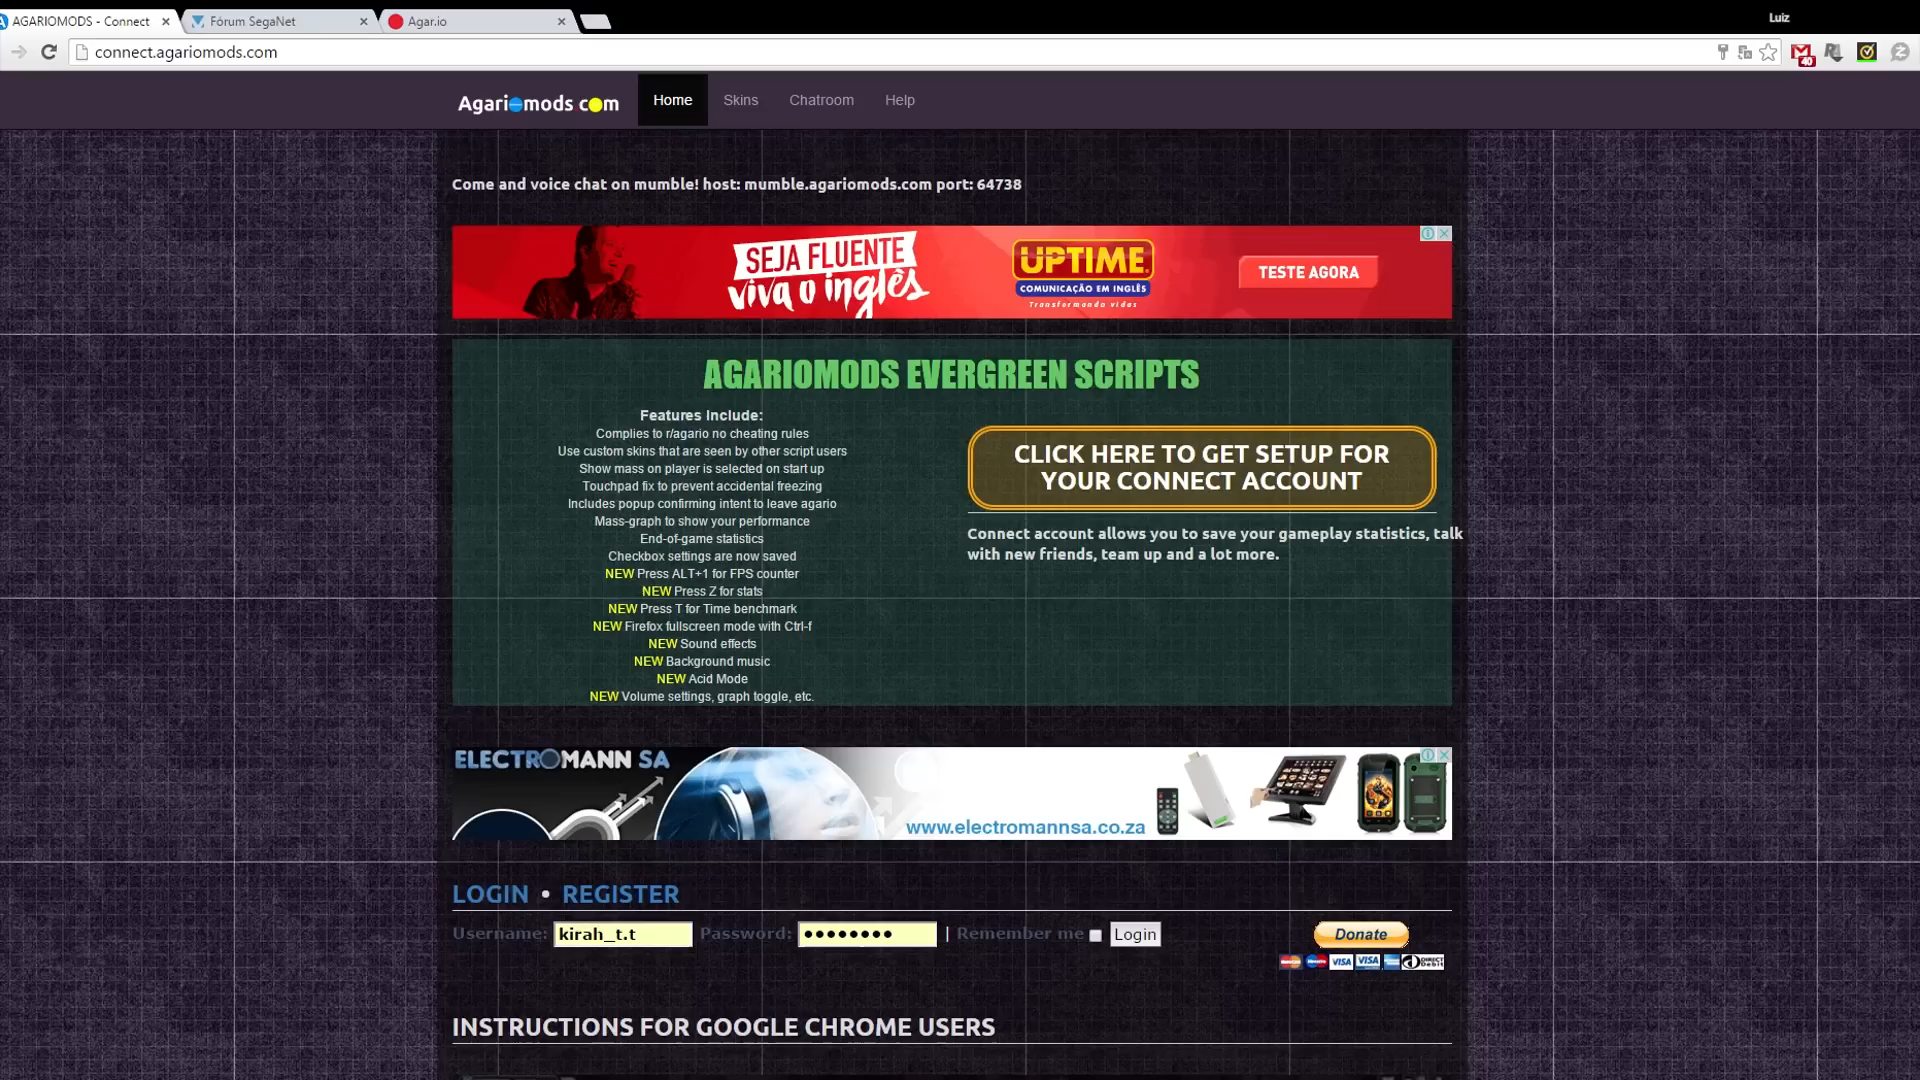 Luiz
AGARIOMODS - Connect
Fórum SegaNet
Agar.io
connect.agariomods.com
40
Agariomods com
Home
Skins
Chatroom
Help
Come and voice chat on mumble! host: mumble.agariomods.com port: 64738
SEJA FLUENTE
viva o inglês
UPTIME
COMUNICAÇÃO EM INGLÊS
Transformando vidas
TESTE AGORA
AGARIOMODS EVERGREEN SCRIPTS
Features Include:
Complies to r/agario no cheating rules
Use custom skins that are seen by other script users
Show mass on player is selected on start up
Touchpad fix to prevent accidental freezing
Includes popup confirming intent to leave agario
Mass-graph to show your performance
End-of-game statistics
Checkbox settings are now saved
NEW Press ALT+1 for FPS counter
NEW Press Z for stats
NEW Press T for Time benchmark
NEW Firefox fullscreen mode with Ctrl-f
NEW Sound effects
NEW Background music
NEW Acid Mode
NEW Volume settings, graph toggle, etc.
CLICK HERE TO GET SETUP FOR
YOUR CONNECT ACCOUNT
Connect account allows you to save your gameplay statistics, talk
with new friends, team up and a lot more.
ELECTROMANN SA
www.electromannsa.co.za
LOGIN • REGISTER
Username: kirah_t.t Password: •••••••• | Remember me Login
Donate
VISA VISA DIRECT Debit
INSTRUCTIONS FOR GOOGLE CHROME USERS